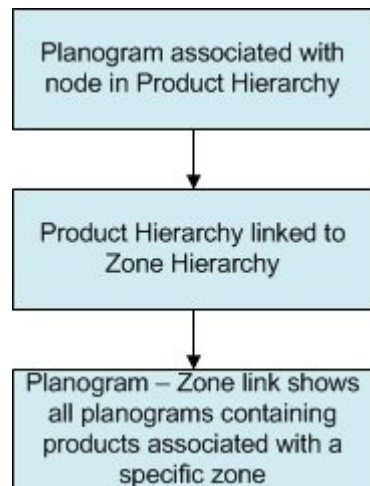 Planogram associated with
node in Product Hierarchy
Product Hierarchy linked to
Zone Hierarchy
Planogram – Zone link shows
all planograms containing
products associated with a
specific zone